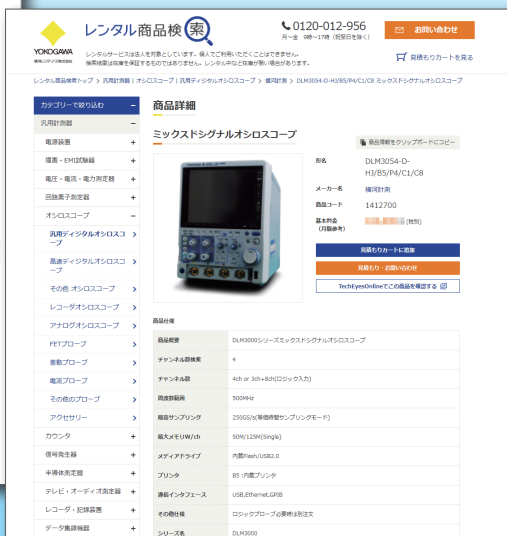 YOKOGAWA
横河レンタ・リース株式会社
レンタル商品検索
0120-012-956
月～金 9時～17時（祝祭日を除く）
お問い合わせ
レンタルサービスは法人を対象としています。個人でご利用いただくことはできません。
検索結果は在庫を保証するものではありません。レンタル中など在庫が無い場合があります。
見積もりカートを見る
レンタル商品検索トップ > 汎用計測器 | オシロスコープ | 汎用ディジタルオシロスコープ > 横河計測 > DLM3054-D-HJ/B5/P4/C1/C8 ミックスドシグナルオシロスコープ
カテゴリーで絞り込む
汎用計測器
電源装置
障害・EMI試験器
電圧・電流・電力測定器
回路素子測定器
オシロスコープ
汎用ディジタルオシロスコ
ープ
高速ディジタルオシロスコ
ープ
その他 オシロスコープ
レコーダオシロスコープ
アナログオシロスコープ
FETプローブ
差動プローブ
電流プローブ
その他のプローブ
アクセサリー
カウンタ
信号発生器
半導体測定器
テレビ・オーディオ測定器
レコーダ・記録装置
データ集録機器
商品詳細
ミックスドシグナルオシロスコープ
商品情報をクリップボードにコピー
形名 DLM3054-D-
HJ/B5/P4/C1/C8
メーカー名 横河計測
商品コード 1412700
基本料金
(月額参考) (税別)
見積もりカートに追加
見積もり・お問い合わせ
TechEyesOnlineでこの商品を確認する
商品仕様
商品概要 DLM3000シリーズミックスドシグナルオシロスコープ
チャンネル数検索 4
チャンネル数 4ch or 3ch+8ch(ロジック入力)
周波数範囲 500MHz
最高サンプリング 250GS/s(等価時間サンプリングモード)
最大メモリW/ch 50M/125M(Single)
メディアドライブ 内蔵Flash/USB2.0
プリンタ B5 :内蔵プリンタ
通信インタフェース USB,Ethernet,GPIB
その他仕様 ロジックプローブ必要時は別注文
シリーズ名 DLM3000